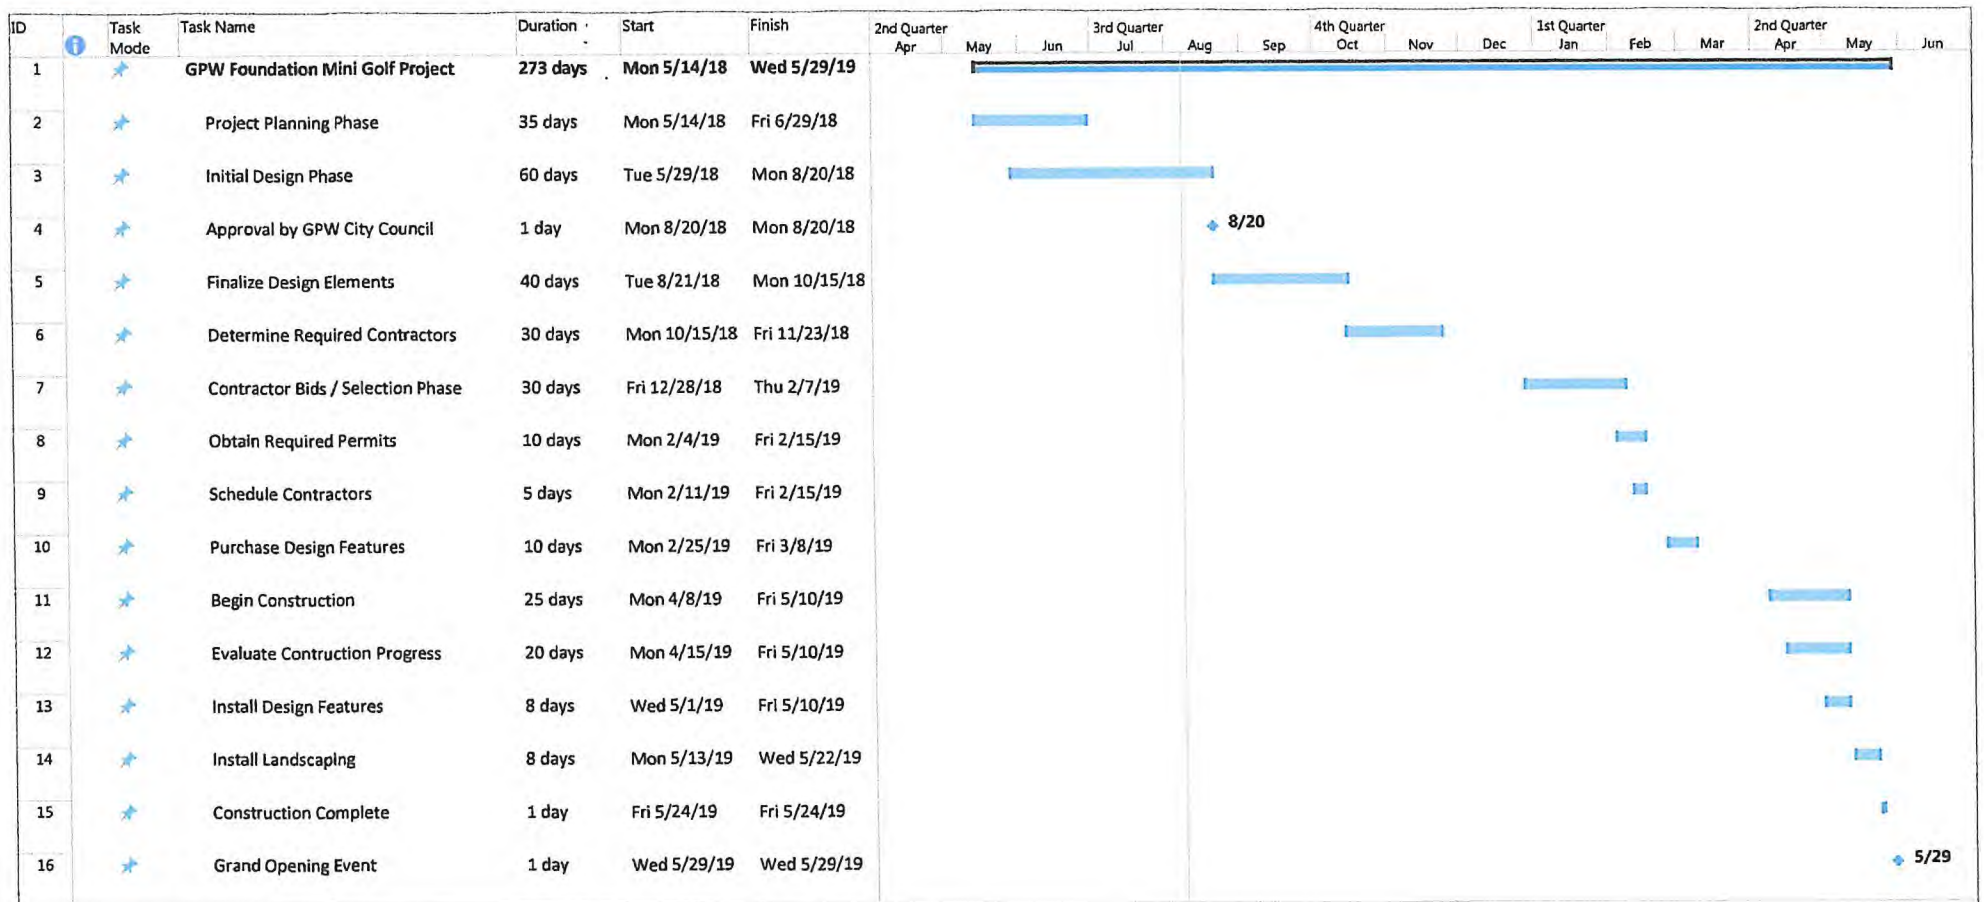 ID Task Mode Task Name Duration Start Finish 2nd Quarter 3rd Quarter 4th Quarter 1st Quarter 2nd Quarter
Apr May Jun Jul Aug Sep Oct Nov Dec Jan Feb Mar Apr May Jun
1 GPW Foundation Mini Golf Project 273 days Mon 5/14/18 Wed 5/29/19
2 Project Planning Phase 35 days Mon 5/14/18 Fri 6/29/18
3 Initial Design Phase 60 days Tue 5/29/18 Mon 8/20/18
4 Approval by GPW City Council 1 day Mon 8/20/18 Mon 8/20/18 8/20
5 Finalize Design Elements 40 days Tue 8/21/18 Mon 10/15/18
6 Determine Required Contractors 30 days Mon 10/15/18 Fri 11/23/18
7 Contractor Bids / Selection Phase 30 days Fri 12/28/18 Thu 2/7/19
8 Obtain Required Permits 10 days Mon 2/4/19 Fri 2/15/19
9 Schedule Contractors 5 days Mon 2/11/19 Fri 2/15/19
10 Purchase Design Features 10 days Mon 2/25/19 Fri 3/8/19
11 Begin Construction 25 days Mon 4/8/19 Fri 5/10/19
12 Evaluate Contruction Progress 20 days Mon 4/15/19 Fri 5/10/19
13 Install Design Features 8 days Wed 5/1/19 Fri 5/10/19
14 Install Landscaping 8 days Mon 5/13/19 Wed 5/22/19
15 Construction Complete 1 day Fri 5/24/19 Fri 5/24/19
16 Grand Opening Event 1 day Wed 5/29/19 Wed 5/29/19 5/29